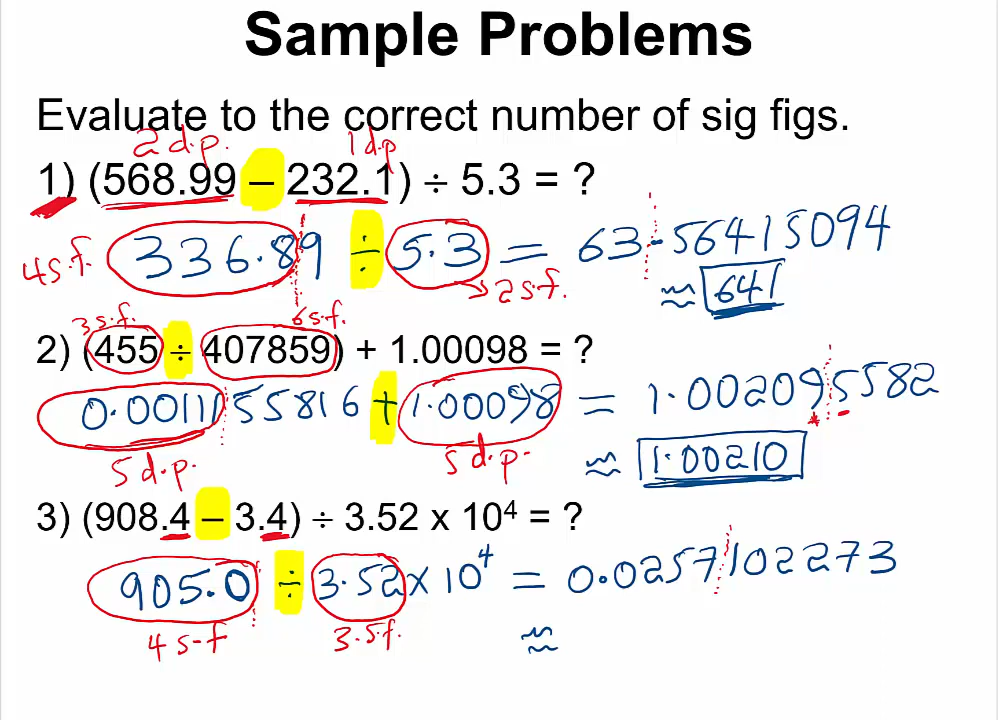 Sample Problems
Evaluate to the correct number of sig figs.
2 d.p. 1 d.p
1) (568.99 – 232.1) ÷ 5.3 = ?
4 s.f. 336.89 ÷ 5.3 = 63.56415094
2 s.f. ≈ 64
3 s.f. 6 s.f.
2) (455 ÷ 407859) + 1.00098 = ?
0.0011155816 + 1.00098 = 1.0020955582
5 d.p. 5 d.p. ≈ 1.00210
3) (908.4 – 3.4) ÷ 3.52 x 10⁴ = ?
905.0 ÷ 3.52 x 10⁴ = 0.0257102273
4 s.f 3.s.f. ≈